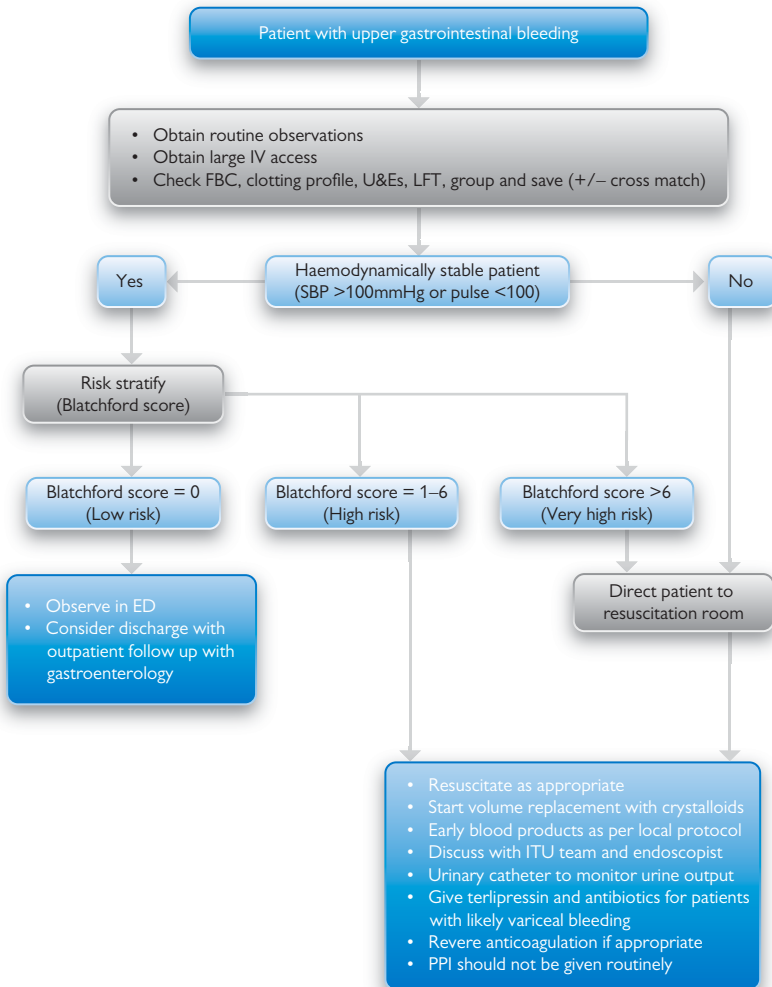 Patient with upper gastrointestinal bleeding
• Obtain routine observations
• Obtain large IV access
• Check FBC, clotting profile, U&Es, LFT, group and save (+/− cross match)
Yes
Haemodynamically stable patient
(SBP >100mmHg or pulse <100)
No
Risk stratify
(Blatchford score)
Blatchford score = 0
(Low risk)
Blatchford score = 1–6
(High risk)
Blatchford score >6
(Very high risk)
• Observe in ED
• Consider discharge with
outpatient follow up with
gastroenterology
Direct patient to
resuscitation room
• Resuscitate as appropriate
• Start volume replacement with crystalloids
• Early blood products as per local protocol
• Discuss with ITU team and endoscopist
• Urinary catheter to monitor urine output
• Give terlipressin and antibiotics for patients
with likely variceal bleeding
• Revere anticoagulation if appropriate
• PPI should not be given routinely